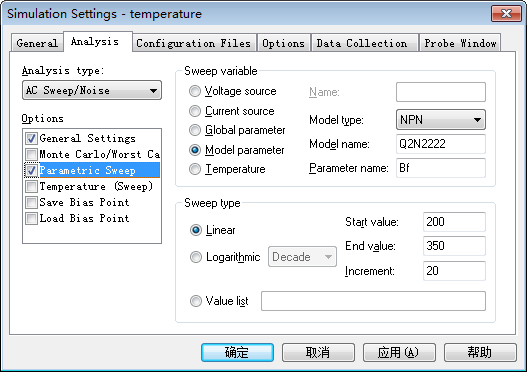 Simulation Settings - temperature
General Analysis Configuration Files Options Data Collection Probe Window
Analysis type:
AC Sweep/Noise
Options
General Settings
Monte Carlo/Worst Ca
Parametric Sweep
Temperature (Sweep)
Save Bias Point
Load Bias Point
Sweep variable
Voltage source
Current source
Global parameter
Model parameter
Temperature
Name:
Model type: NPN
Model name: Q2N2222
Parameter name: Bf
Sweep type
Linear
Logarithmic Decade
Value list
Start value: 200
End value: 350
Increment: 20
确定 取消 应用(A) 帮助